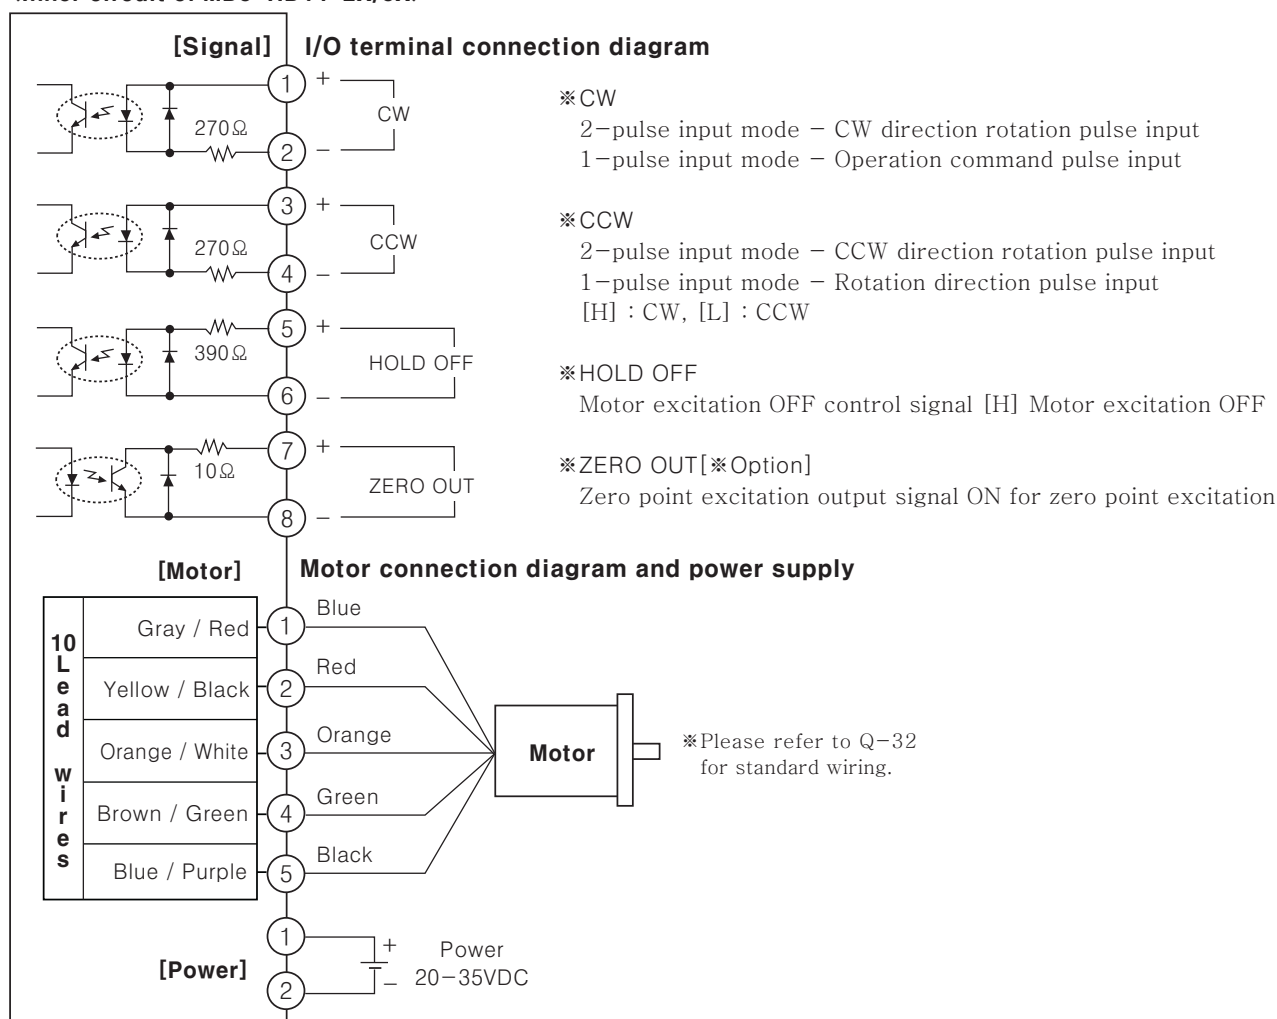 [Signal] I/O terminal connection diagram
1 + CW
270Ω
2 −
※CW
2-pulse input mode - CW direction rotation pulse input
1-pulse input mode - Operation command pulse input
3 + CCW
270Ω
4 −
※CCW
2-pulse input mode - CCW direction rotation pulse input
1-pulse input mode - Rotation direction pulse input
[H] : CW, [L] : CCW
5 +
390Ω HOLD OFF
6 −
※HOLD OFF
Motor excitation OFF control signal [H] Motor excitation OFF
7 +
10Ω ZERO OUT
8 −
※ZERO OUT[※Option]
Zero point excitation output signal ON for zero point excitation
[Motor] Motor connection diagram and power supply
10 Lead wires
Gray / Red 1 Blue
Yellow / Black 2 Red
Orange / White 3 Orange
Brown / Green 4 Green
Blue / Purple 5 Black
Motor
※Please refer to Q-32
for standard wiring.
[Power]
1 + Power
2 − 20-35VDC